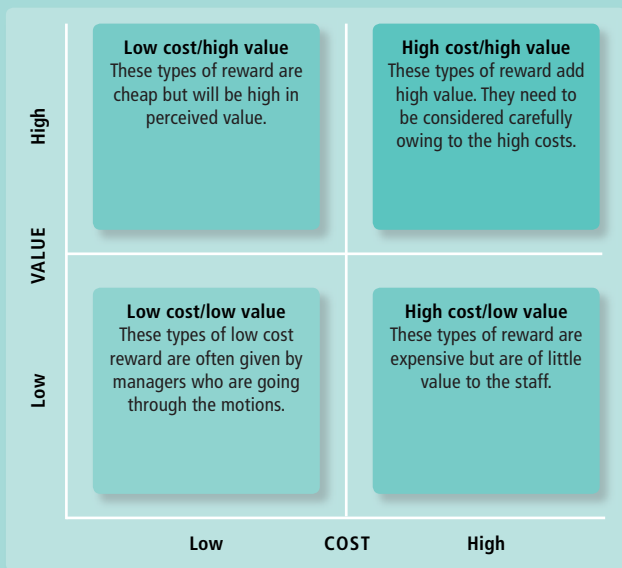 High
VALUE
Low
Low cost/high value
These types of reward are
cheap but will be high in
perceived value.
High cost/high value
These types of reward add
high value. They need to
be considered carefully
owing to the high costs.
Low cost/low value
These types of low cost
reward are often given by
managers who are going
through the motions.
High cost/low value
These types of reward are
expensive but are of little
value to the staff.
Low
COST
High